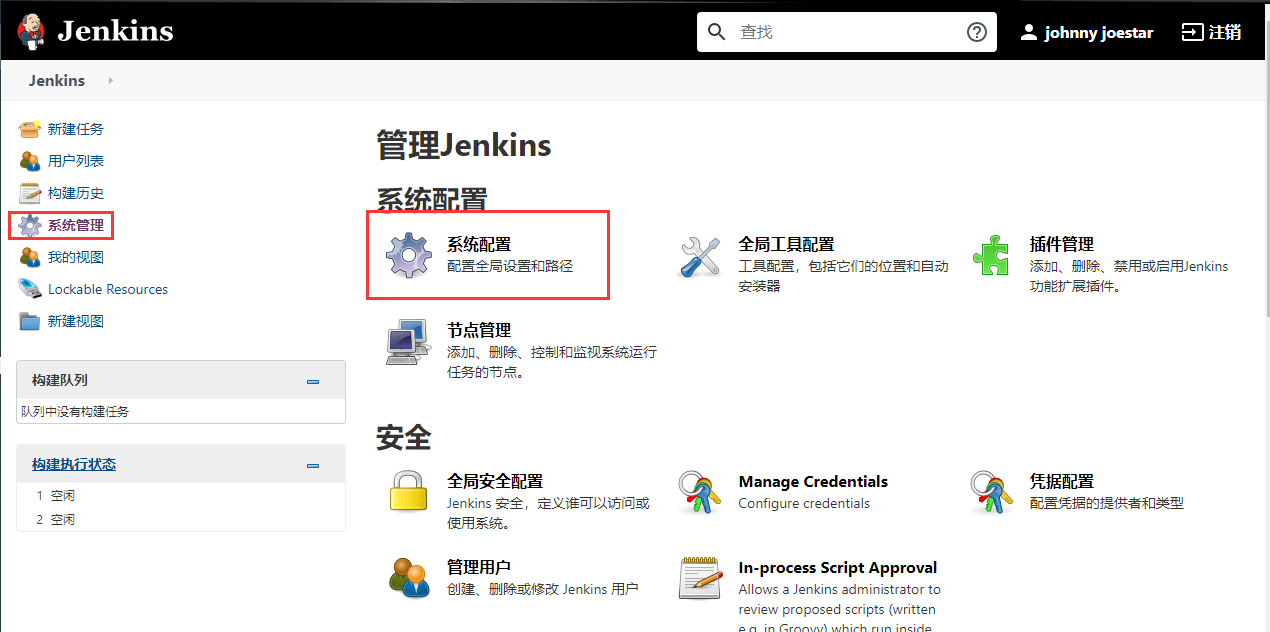 Jenkins
查找
johnny joestar
注销
Jenkins
新建任务
用户列表
构建历史
系统管理
我的视图
Lockable Resources
新建视图
构建队列
队列中没有构建任务
构建执行状态
1 空闲
2 空闲
管理Jenkins
系统配置
系统配置
配置全局设置和路径
全局工具配置
工具配置，包括它们的位置和自动
安装器
插件管理
添加、删除、禁用或启用Jenkins
功能扩展插件。
节点管理
添加、删除、控制和监视系统运行
任务的节点。
安全
全局安全配置
Jenkins 安全，定义谁可以访问或
使用系统。
Manage Credentials
Configure credentials
凭据配置
配置凭据的提供者和类型
管理用户
创建、删除或修改 Jenkins 用户
In-process Script Approval
Allows a Jenkins administrator to
review proposed scripts (written
e.g. in Groovy) which run inside